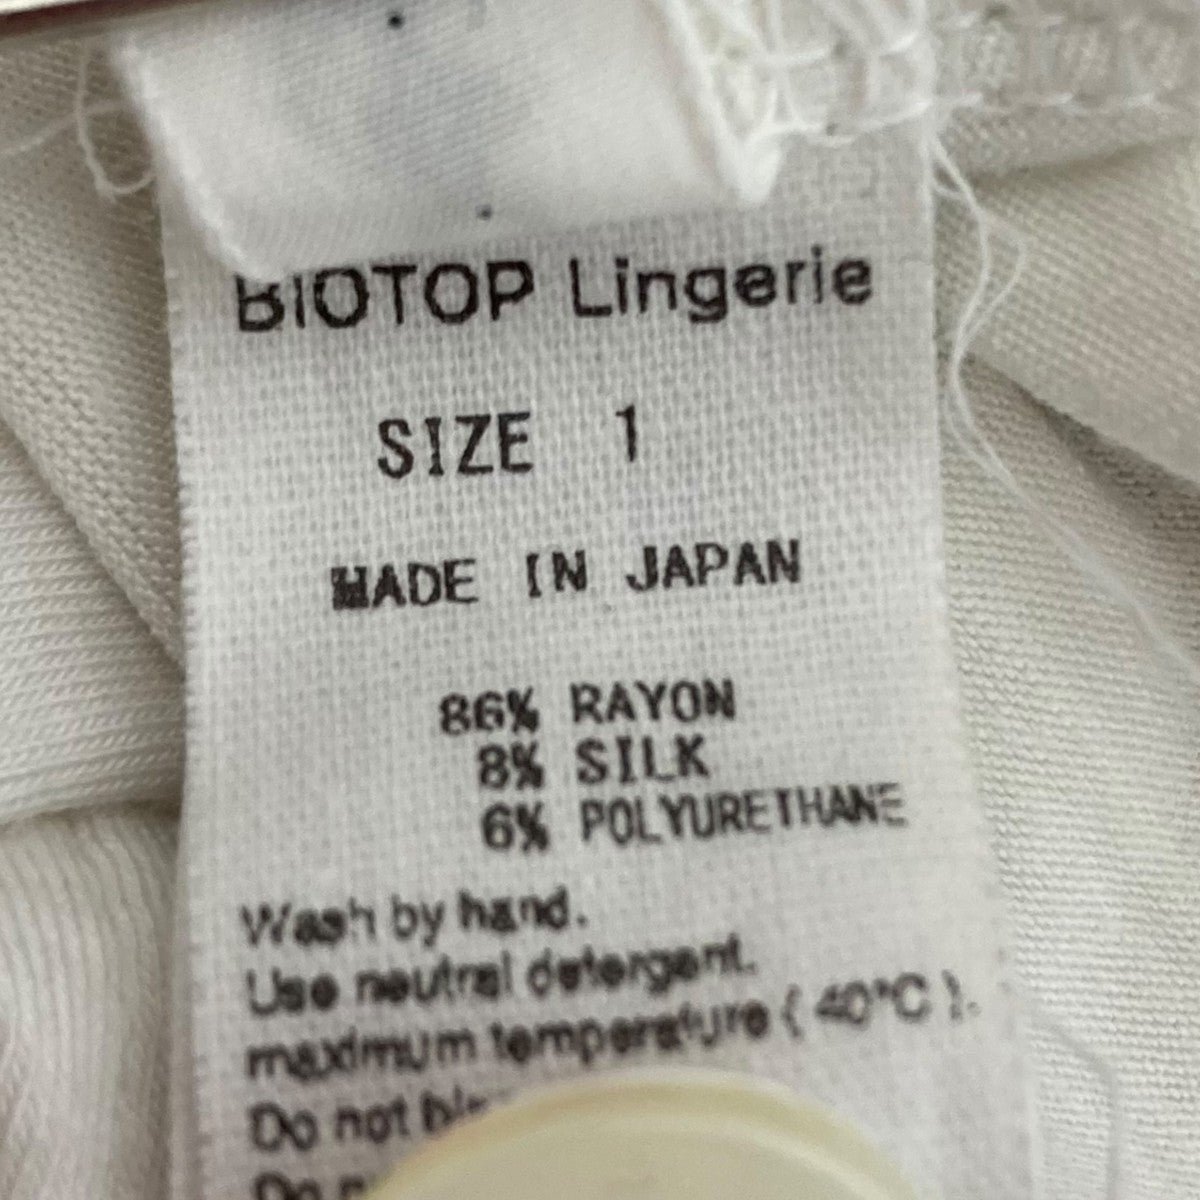 BIOTOP Lingerie
SIZE 1
MADE IN JAPAN
86% RAYON
8% SILK
6% POLYURETHANE
Wash by hand.
Use neutral detergent.
maximum temperature ( 40°C ).
Do not
Do